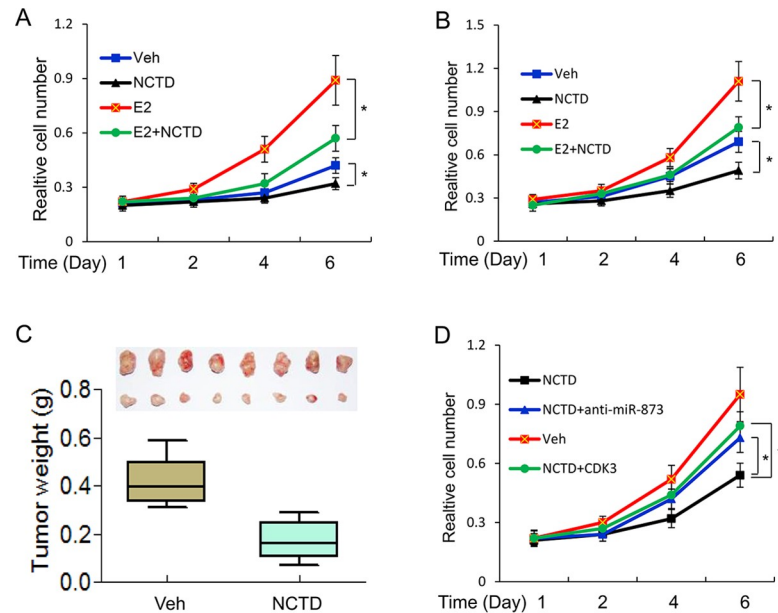 A
1.2
0.9
0.6
0.3
0
Realtive cell number
Veh
NCTD
E2
E2+NCTD
*
*
Time (Day) 1 2 4 6
B
1.5
1.2
0.9
0.6
0.3
0
Realtive cell number
Veh
NCTD
E2
E2+NCTD
*
*
Time (Day) 1 2 4 6
C
0.8
0.6
0.4
0.2
0.0
Tumor weight (g)
Veh NCTD
D
1.2
0.9
0.6
0.3
0
Realtive cell number
NCTD
NCTD+anti-miR-873
Veh
NCTD+CDK3
*
Time (Day) 1 2 4 6